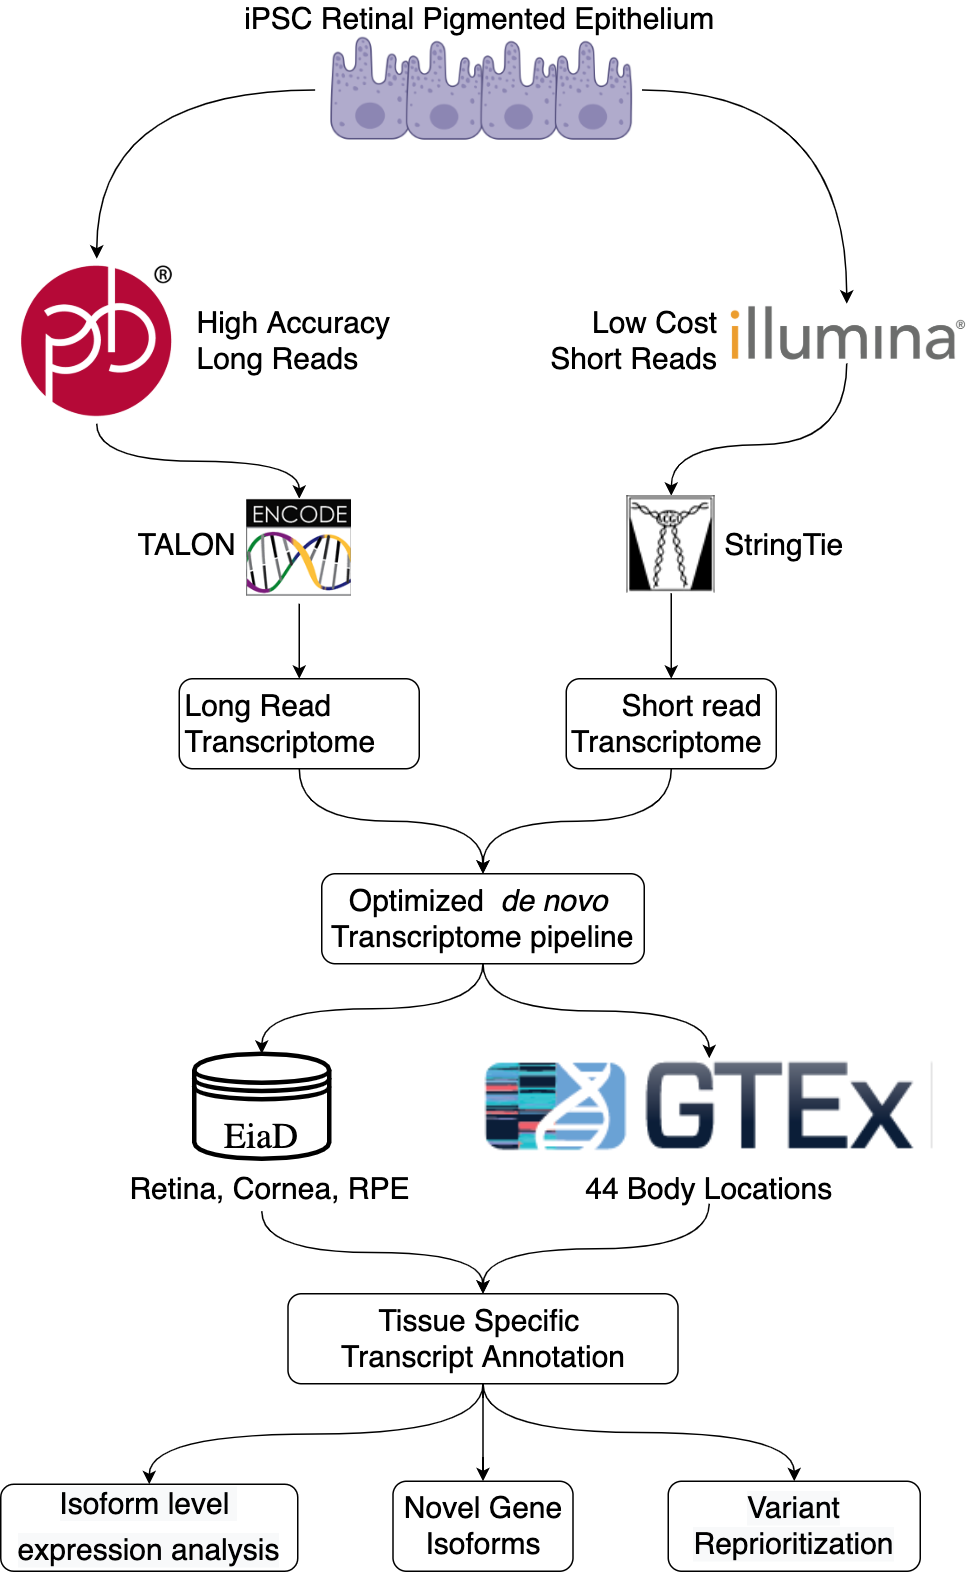 iPSC Retinal Pigmented Epithelium
pb®
High Accuracy
Long Reads
Low Cost
Short Reads
illumina®
TALON
ENCODE
StringTie
Long Read
Transcriptome
Short read
Transcriptome
Optimized de novo
Transcriptome pipeline
EiaD
GTEx
Retina, Cornea, RPE
44 Body Locations
Tissue Specific
Transcript Annotation
Isoform level
expression analysis
Novel Gene
Isoforms
Variant
Reprioritization